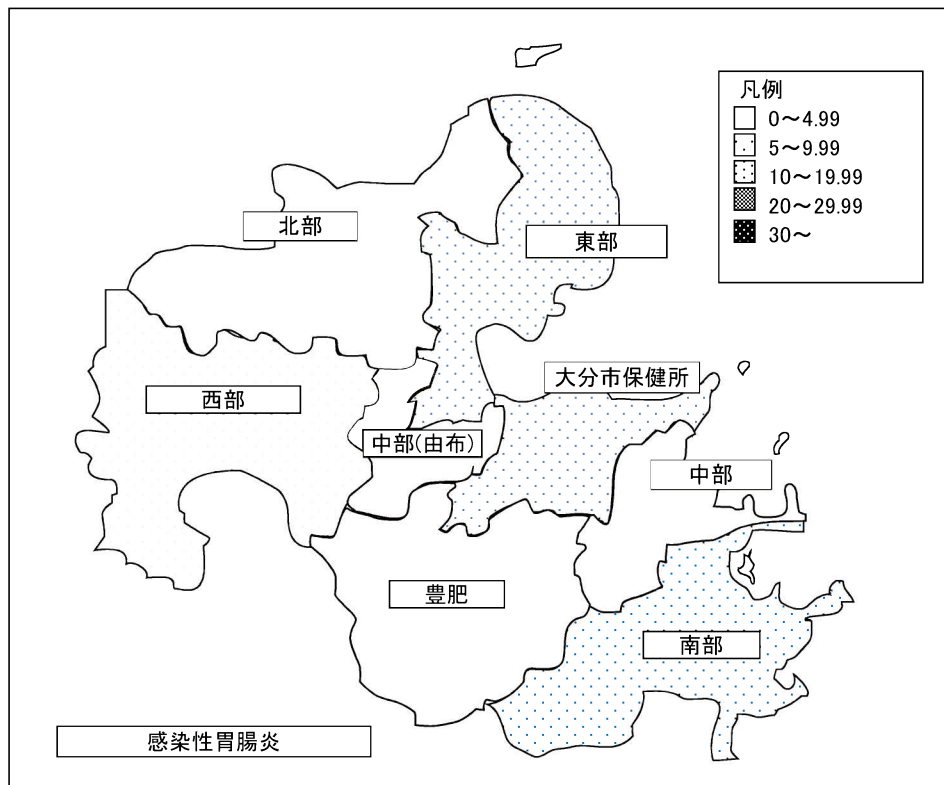 凡例
0～4.99
5～9.99
10～19.99
20～29.99
30～
北部
東部
大分市保健所
西部
中部(由布)
中部
豊肥
南部
感染性胃腸炎